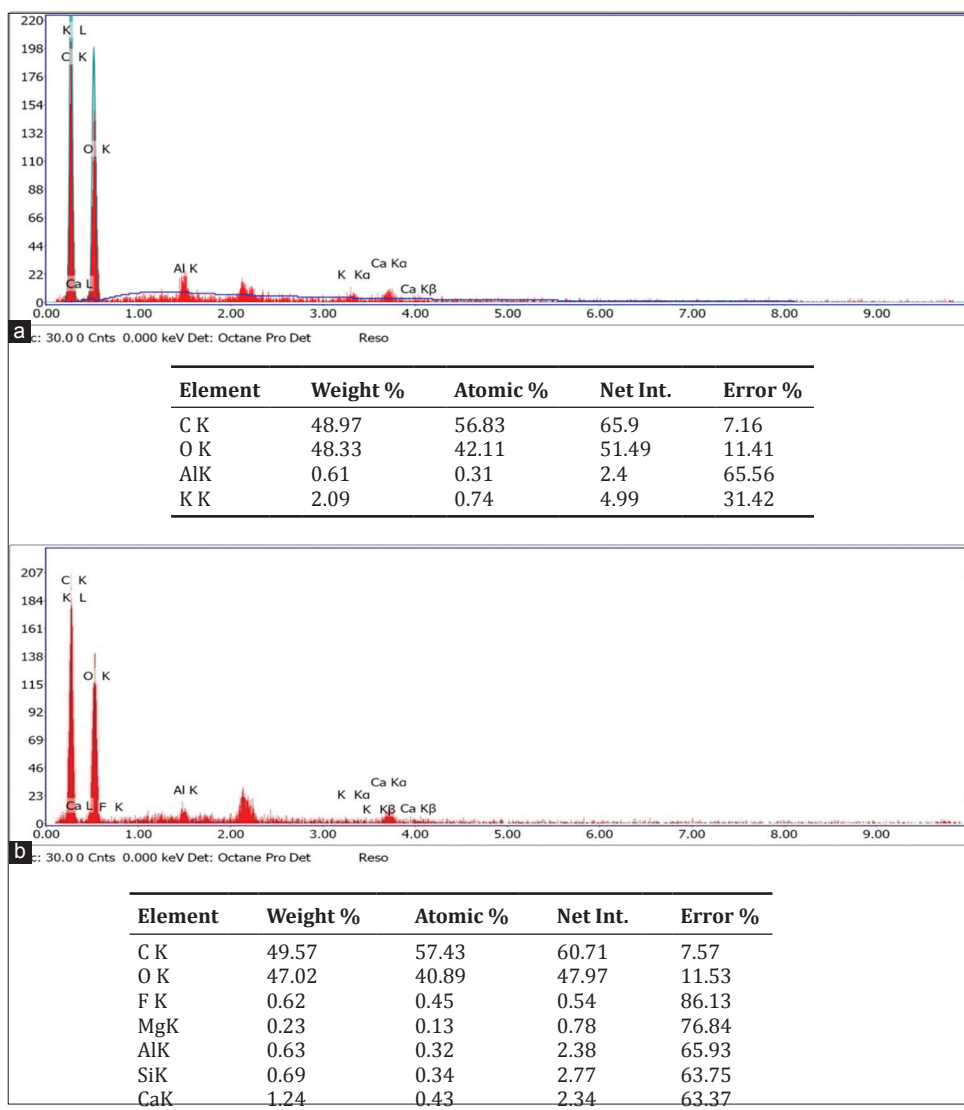 220
K L
198
C K
176
154
132
110
O K
88
66
44
Ca Kα
22
Al K
K Kα
Ca L
Ca Kβ
0
0.00 1.00 2.00 3.00 4.00 5.00 6.00 7.00 8.00 9.00
a
c: 30.0 0 Cnts 0.000 keV Det: Octane Pro Det Reso
Element Weight % Atomic % Net Int. Error %
C K 48.97 56.83 65.9 7.16
O K 48.33 42.11 51.49 11.41
AlK 0.61 0.31 2.4 65.56
K K 2.09 0.74 4.99 31.42
207
C K
184
K L
161
138
115
O K
92
69
46
Ca Kα
23
Al K
K Kα
Ca L F K
K Kβ Ca Kβ
0
0.00 1.00 2.00 3.00 4.00 5.00 6.00 7.00 8.00 9.00
b
c: 30.0 0 Cnts 0.000 keV Det: Octane Pro Det Reso
Element Weight % Atomic % Net Int. Error %
C K 49.57 57.43 60.71 7.57
O K 47.02 40.89 47.97 11.53
F K 0.62 0.45 0.54 86.13
MgK 0.23 0.13 0.78 76.84
AlK 0.63 0.32 2.38 65.93
SiK 0.69 0.34 2.77 63.75
CaK 1.24 0.43 2.34 63.37